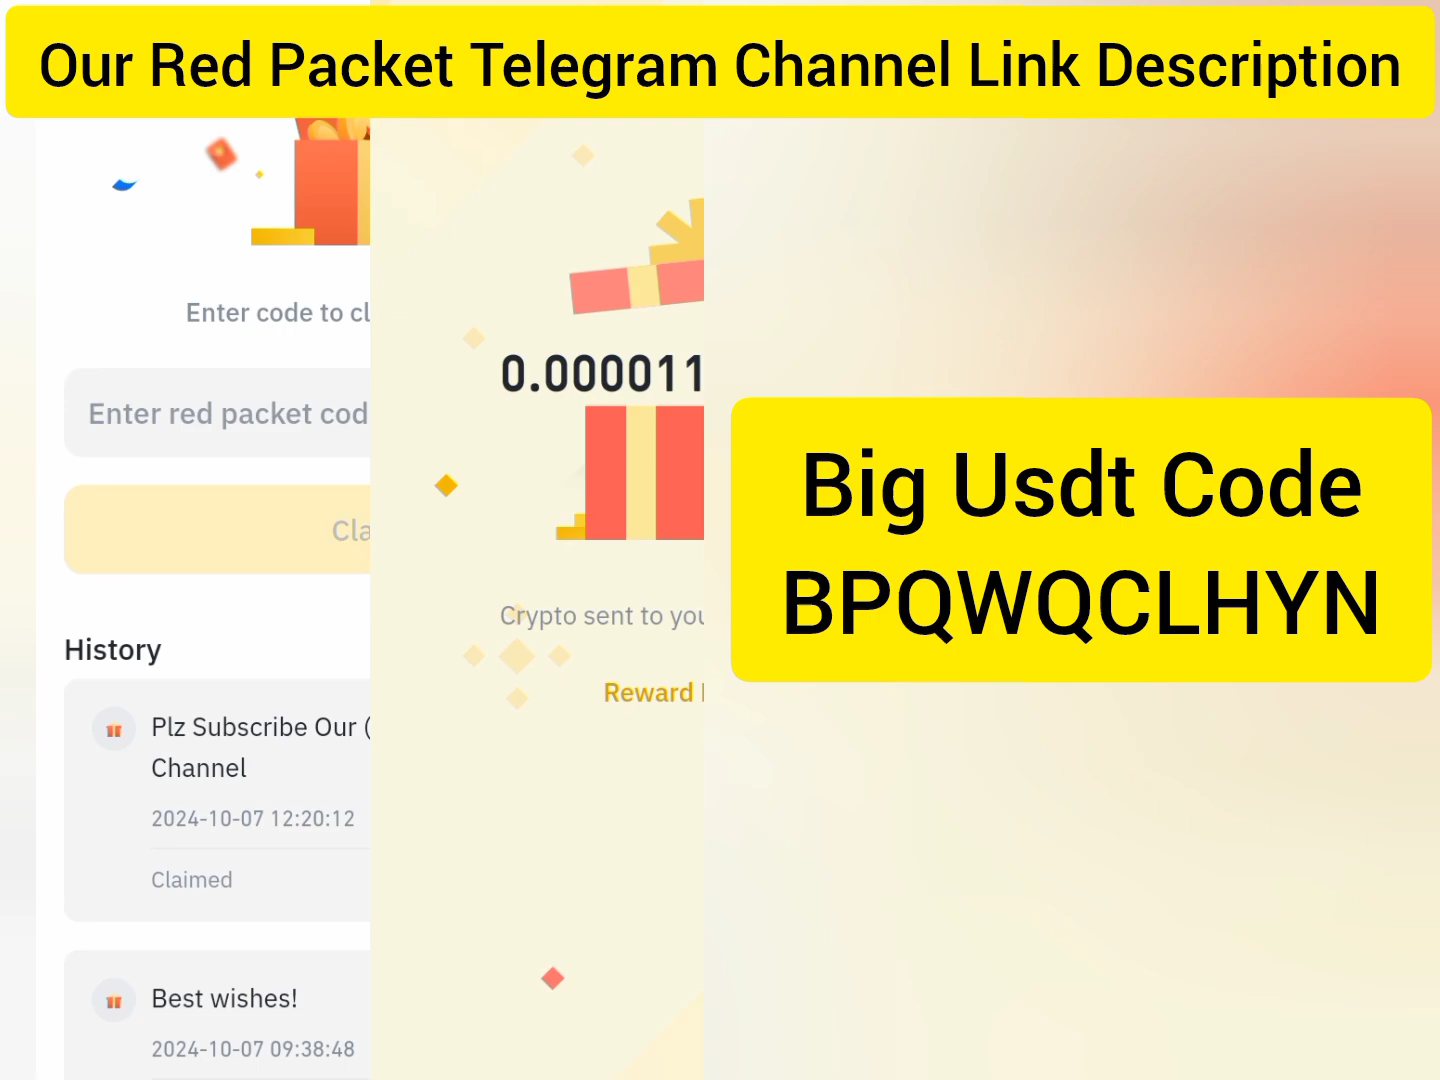 Our Red Packet Telegram Channel Link Description
Enter code to cl
Enter red packet cod
Cla
History
Plz Subscribe Our (
Channel
2024-10-07 12:20:12
Claimed
Best wishes!
2024-10-07 09:38:48
0.000011
Crypto sent to you
Reward
Big Usdt Code
BPQWQCLHYN